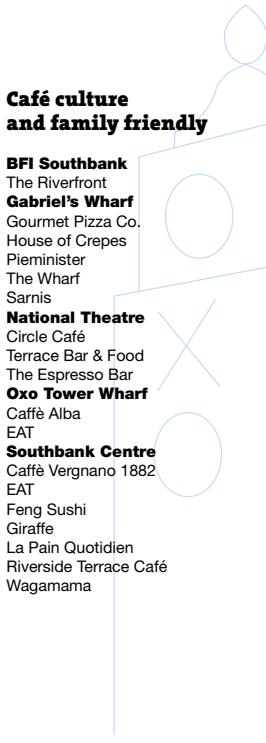 Café culture
and family friendly
BFI Southbank
The Riverfront
Gabriel's Wharf
Gourmet Pizza Co.
House of Crepes
Pieminister
The Wharf
Sarnis
National Theatre
Circle Café
Terrace Bar & Food
The Espresso Bar
Oxo Tower Wharf
Caffè Alba
EAT
Southbank Centre
Caffè Vergnano 1882
EAT
Feng Sushi
Giraffe
La Pain Quotidien
Riverside Terrace Café
Wagamama